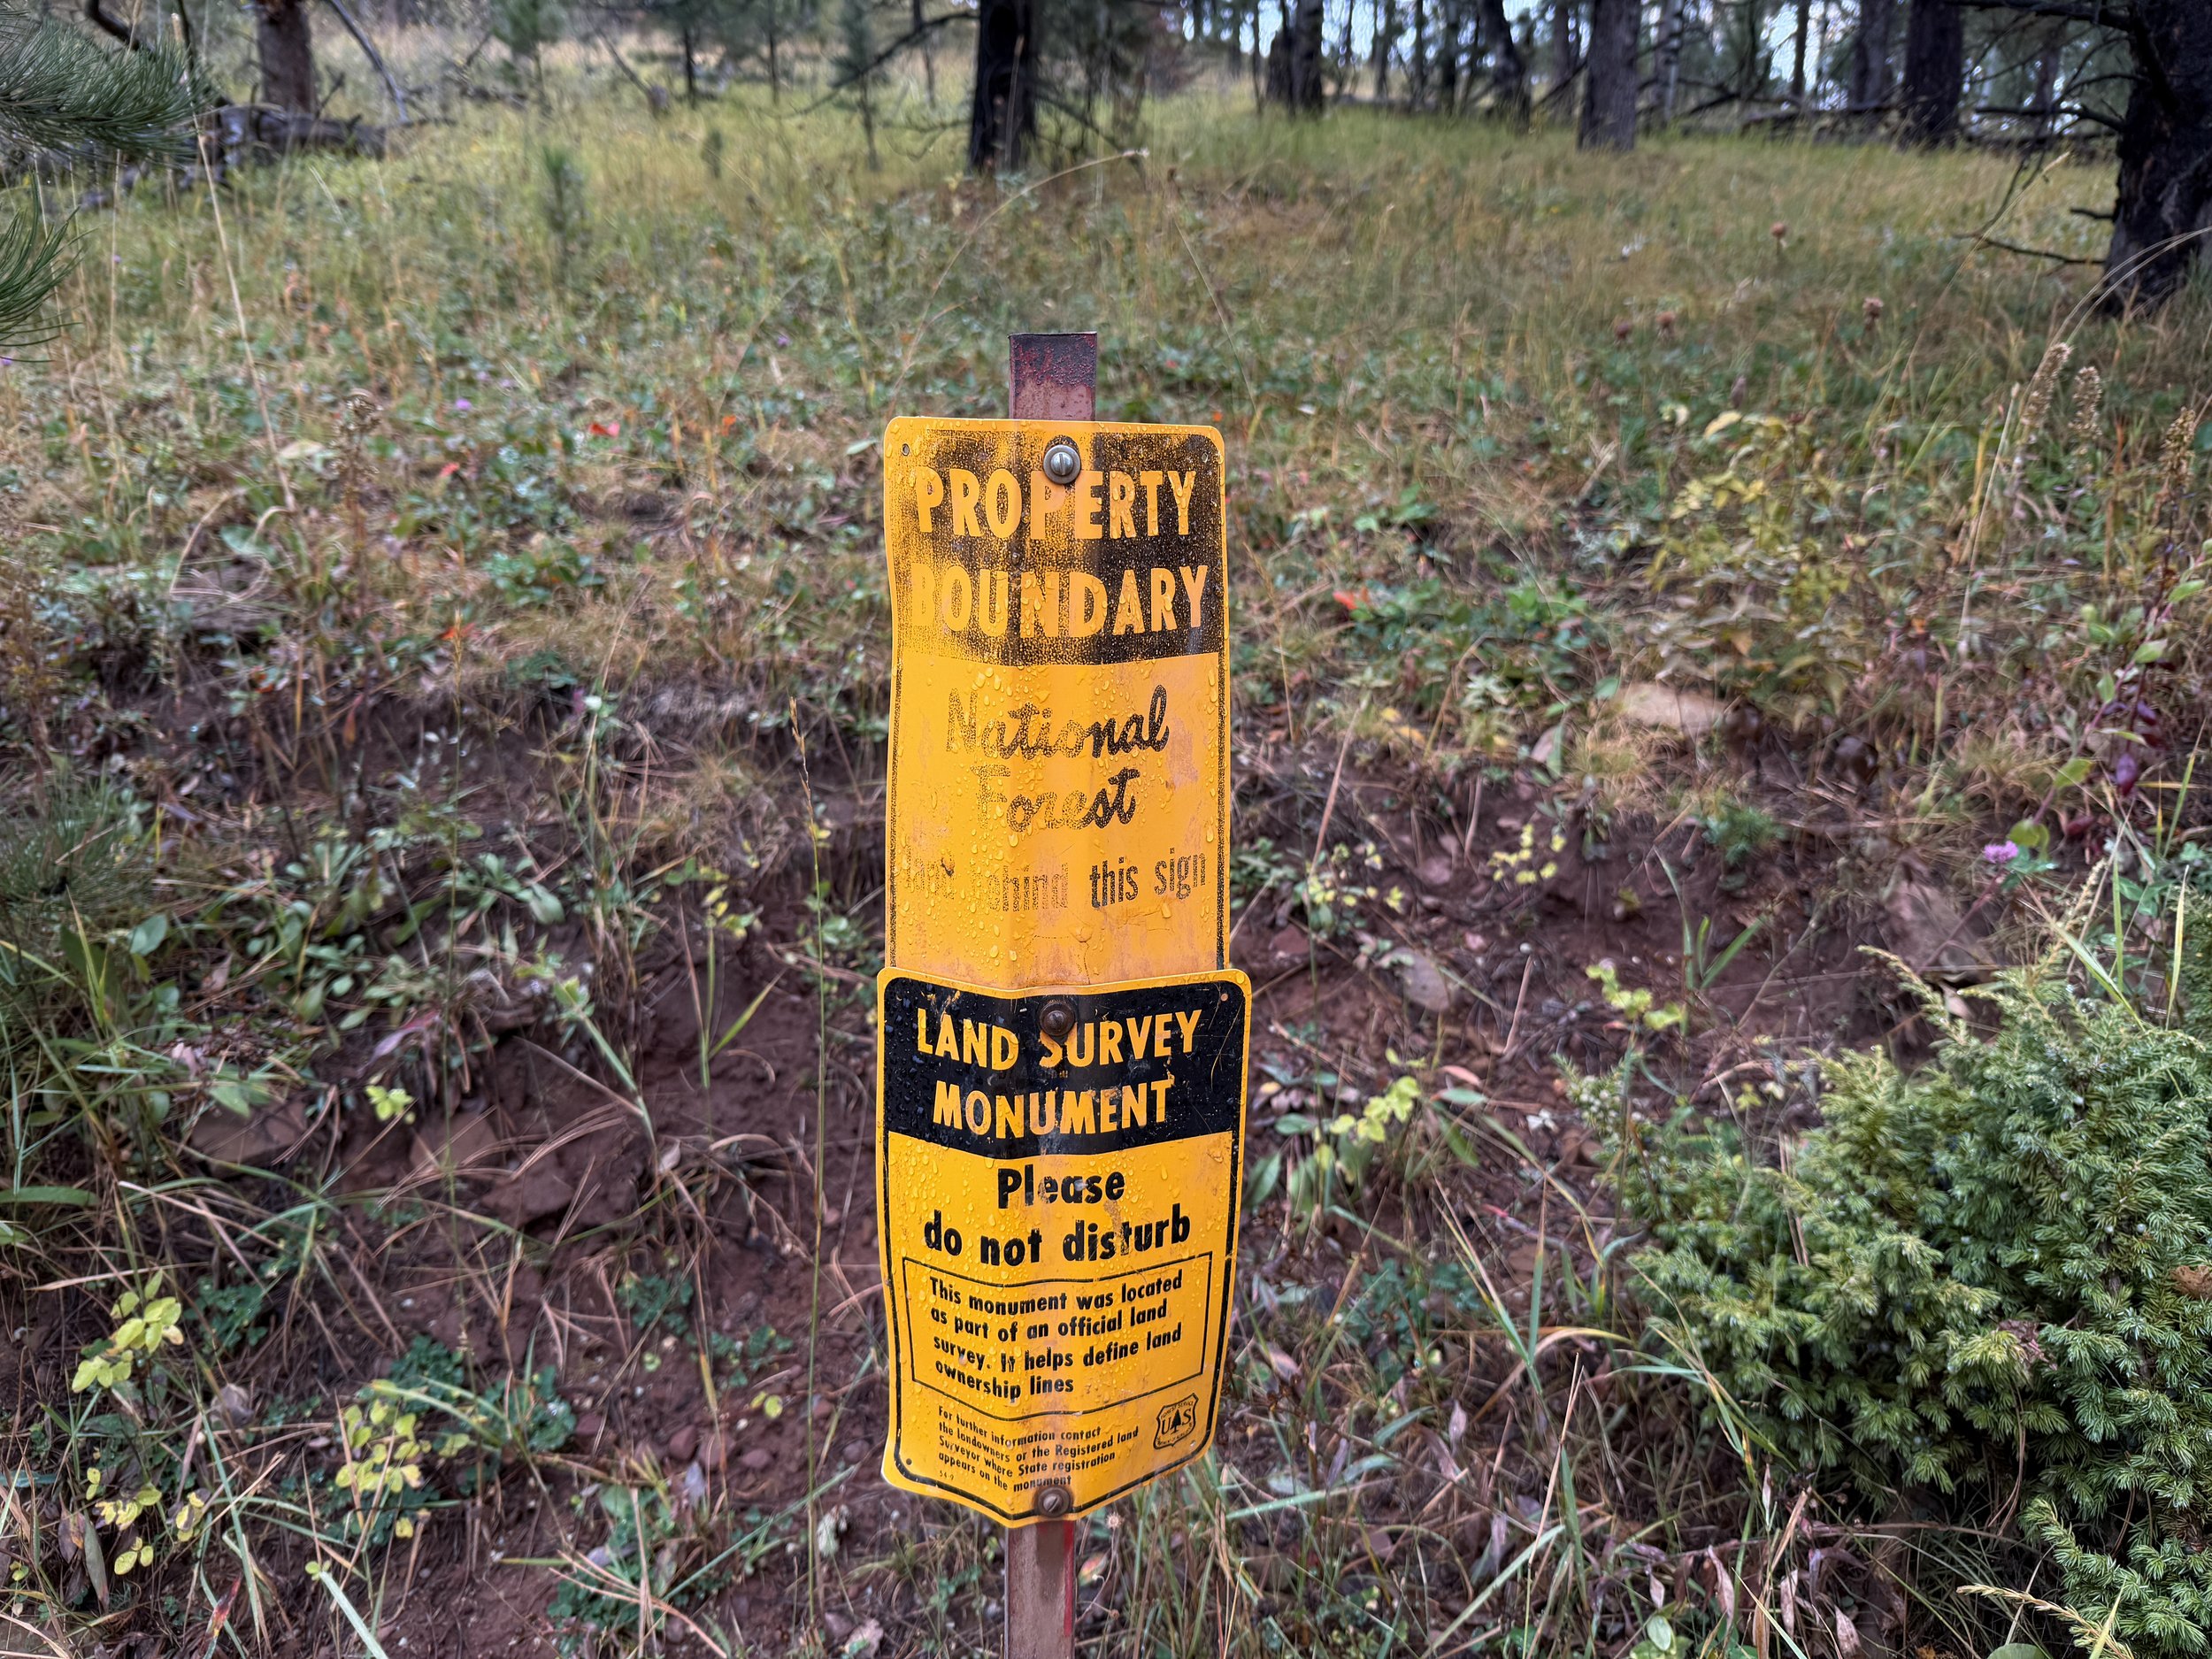 PROPERTY
BOUNDARY
National
Forest
behind this sign
LAND SURVEY
MONUMENT
Please
do not disturb
This monument was located
as part of an official land
survey. It helps define land
ownership lines
For further information contact
the landowners or the Registered land
Surveyor where State registration
appears on the monument
U S